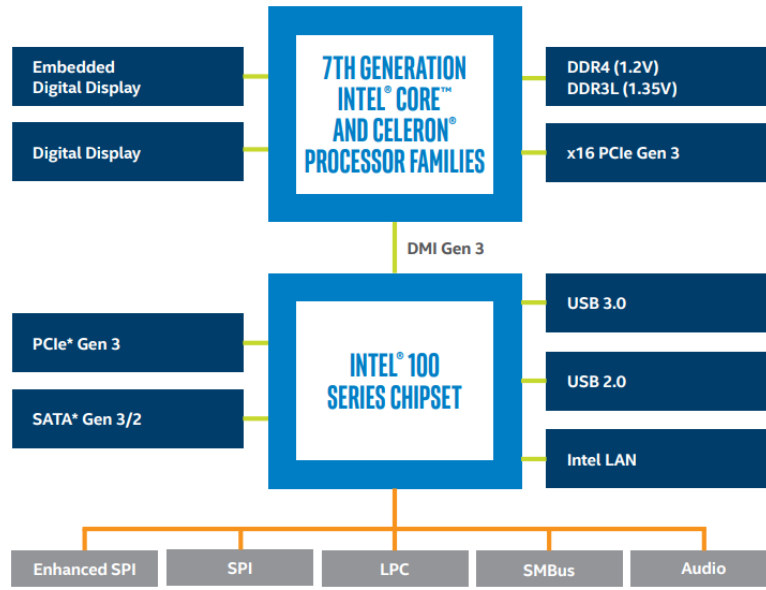 Embedded
Digital Display
Digital Display
7TH GENERATION
INTEL® CORE™
AND CELERON®
PROCESSOR FAMILIES
DDR4 (1.2V)
DDR3L (1.35V)
x16 PCIe Gen 3
DMI Gen 3
PCIe* Gen 3
SATA* Gen 3/2
INTEL® 100
SERIES CHIPSET
USB 3.0
USB 2.0
Intel LAN
Enhanced SPI
SPI
LPC
SMBus
Audio